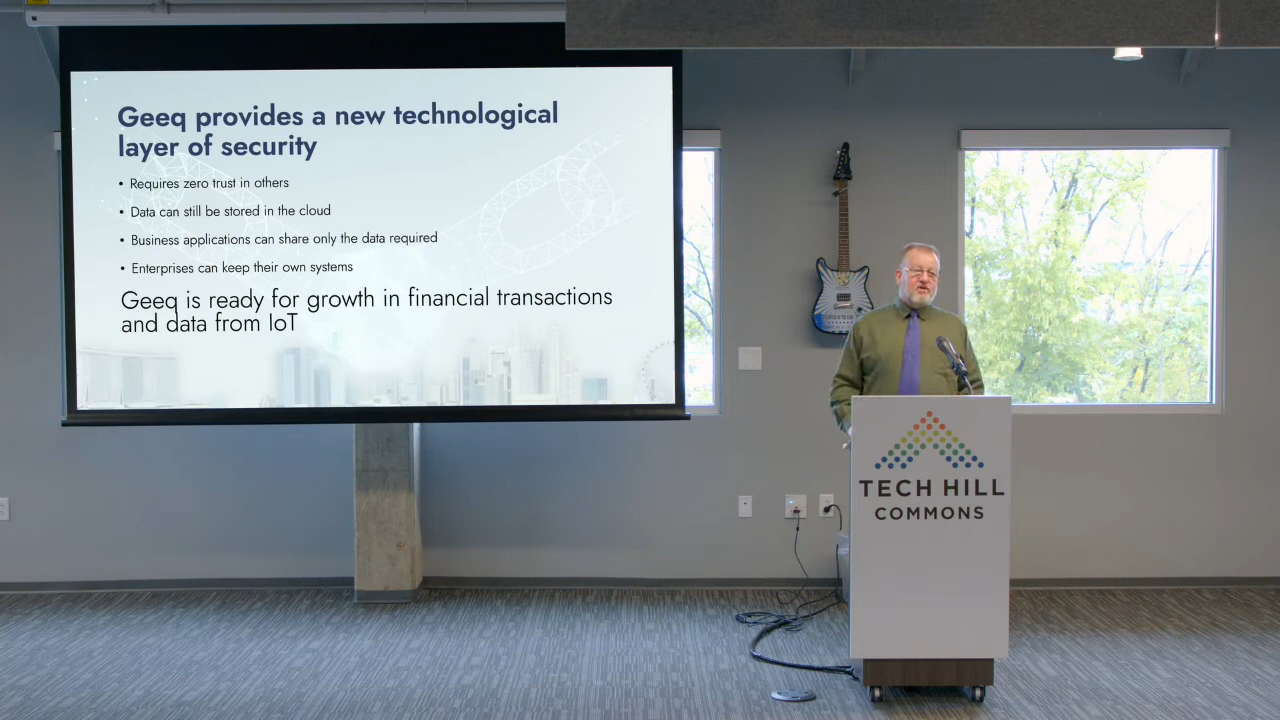 Geeq provides a new technological
layer of security
• Requires zero trust in others
• Data can still be stored in the cloud
• Business applications can share only the data required
• Enterprises can keep their own systems
Geeq is ready for growth in financial transactions
and data from IoT
TECH HILL
COMMONS